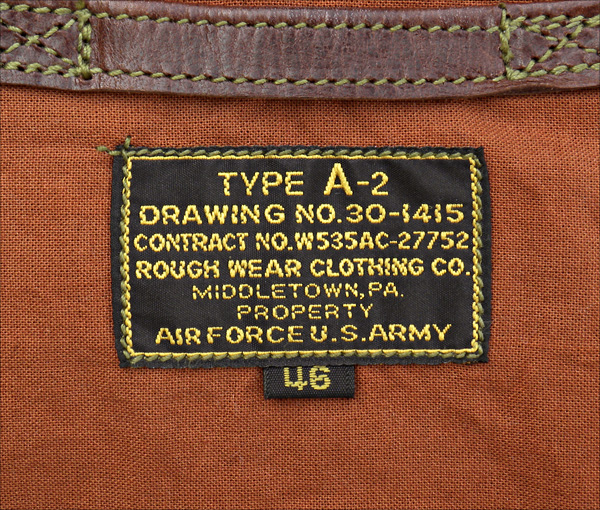 TYPE A-2
DRAWING NO.30-1415
CONTRACT NO.W535AC-27752
ROUGH WEAR CLOTHING CO.
MIDDLETOWN,PA.
PROPERTY
AIR FORCE U.S.ARMY
46